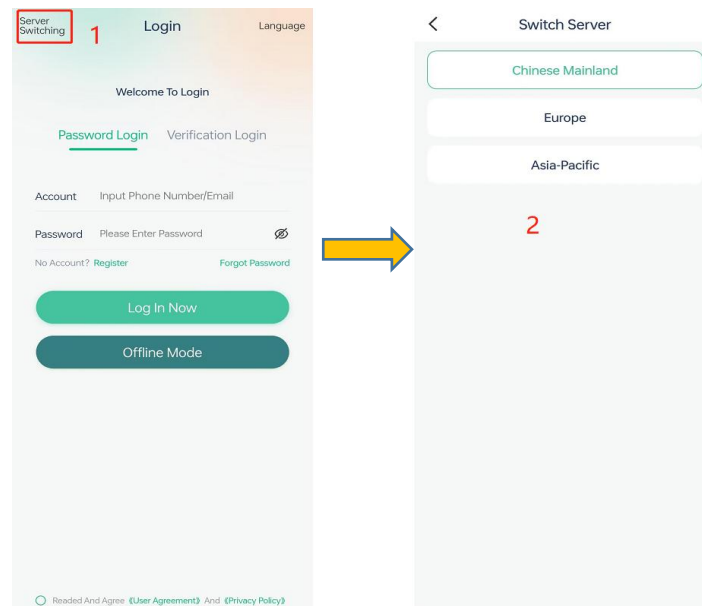 Server
Switching
1
Login
Language
Welcome To Login
Password Login
Verification Login
Account
Input Phone Number/Email
Password
Please Enter Password
No Account? Register
Forgot Password
Log In Now
Offline Mode
Readed And Agree 《User Agreement》 And 《Privacy Policy》
Switch Server
Chinese Mainland
Europe
Asia-Pacific
2